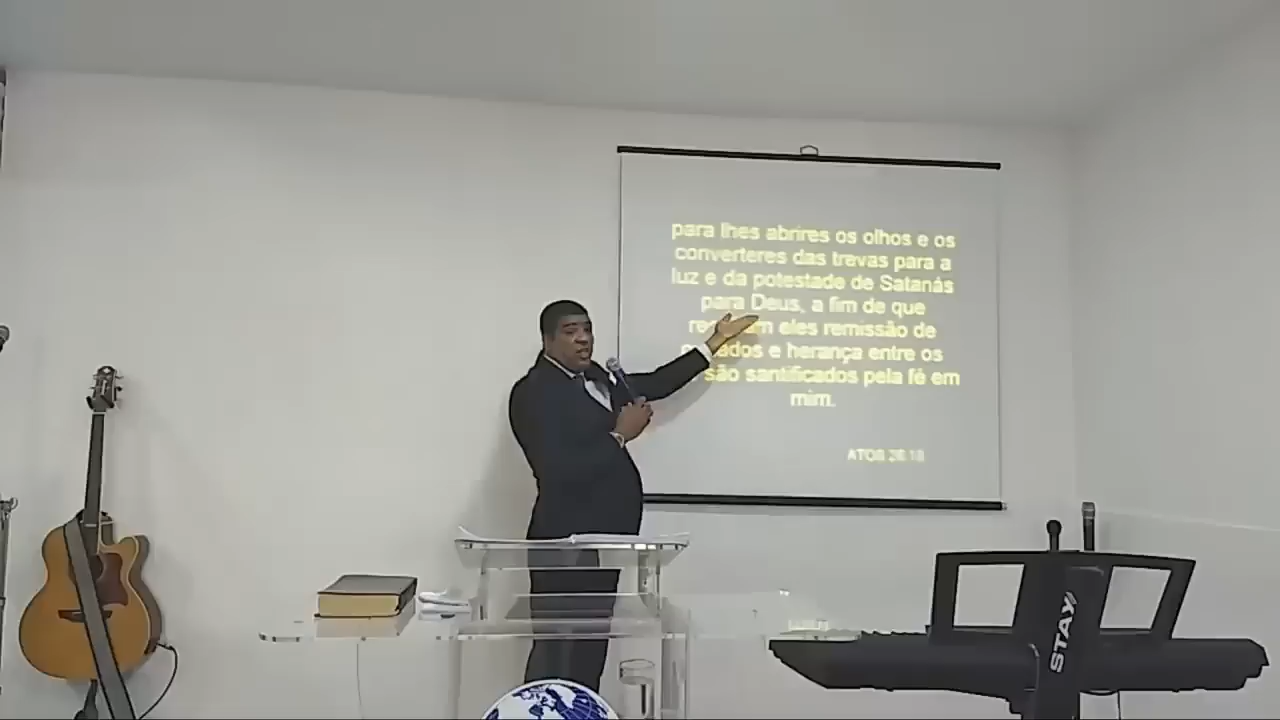 para lhes abrires os olhos e os
converteres das trevas para a
luz e da potestade de Satanás
para Deus, a fim de que
eles remissão de
e herança entre os
são santificados pela fé em
mim.
ATOS 26:18
STAY